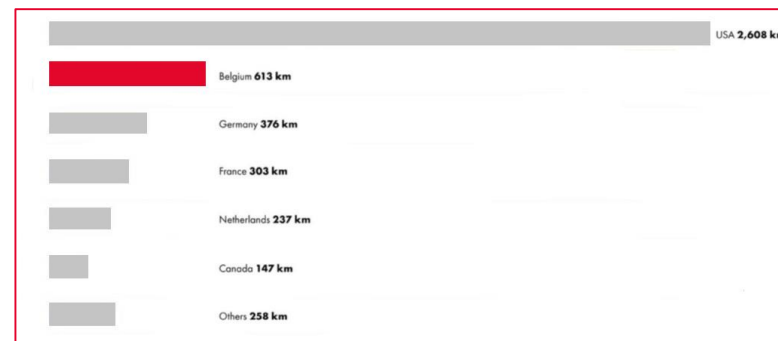 USA 2,608 km
Belgium 613 km
Germany 376 km
France 303 km
Netherlands 237 km
Canada 147 km
Others 258 km